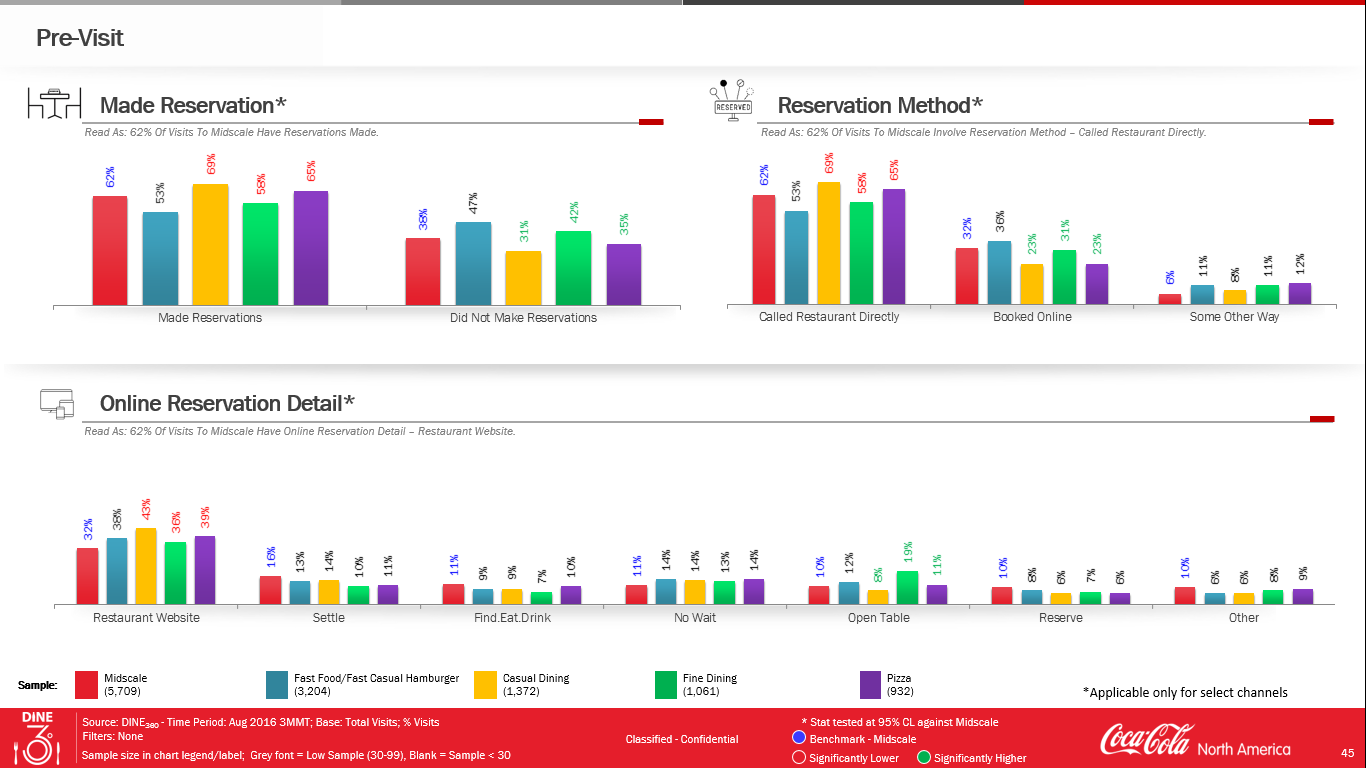 Pre-Visit
Made Reservation*
Read As: 62% Of Visits To Midscale Have Reservations Made.
62%
53%
69%
58%
65%
38%
47%
31%
42%
35%
Made Reservations
Did Not Make Reservations
RESERVED
Reservation Method*
Read As: 62% Of Visits To Midscale Involve Reservation Method – Called Restaurant Directly.
62%
53%
69%
58%
65%
32%
36%
23%
31%
23%
6%
11%
8%
11%
12%
Called Restaurant Directly
Booked Online
Some Other Way
Online Reservation Detail*
Read As: 62% Of Visits To Midscale Have Online Reservation Detail – Restaurant Website.
32%
38%
43%
36%
39%
16%
13%
14%
10%
11%
11%
9%
9%
7%
10%
11%
14%
14%
13%
14%
10%
12%
8%
19%
11%
10%
8%
6%
7%
6%
10%
6%
6%
8%
9%
Restaurant Website
Settle
Find.Eat.Drink
No Wait
Open Table
Reserve
Other
Sample:
Midscale
(5,709)
Fast Food/Fast Casual Hamburger
(3,204)
Casual Dining
(1,372)
Fine Dining
(1,061)
Pizza
(932)
*Applicable only for select channels
DINE
3°
Source: DINE360 - Time Period: Aug 2016 3MMT; Base: Total Visits; % Visits
Filters: None
Sample size in chart legend/label; Grey font = Low Sample (30-99), Blank = Sample < 30
Classified - Confidential
* Stat tested at 95% CL against Midscale
Benchmark - Midscale
Significantly Lower
Significantly Higher
Coca-Cola North America
45